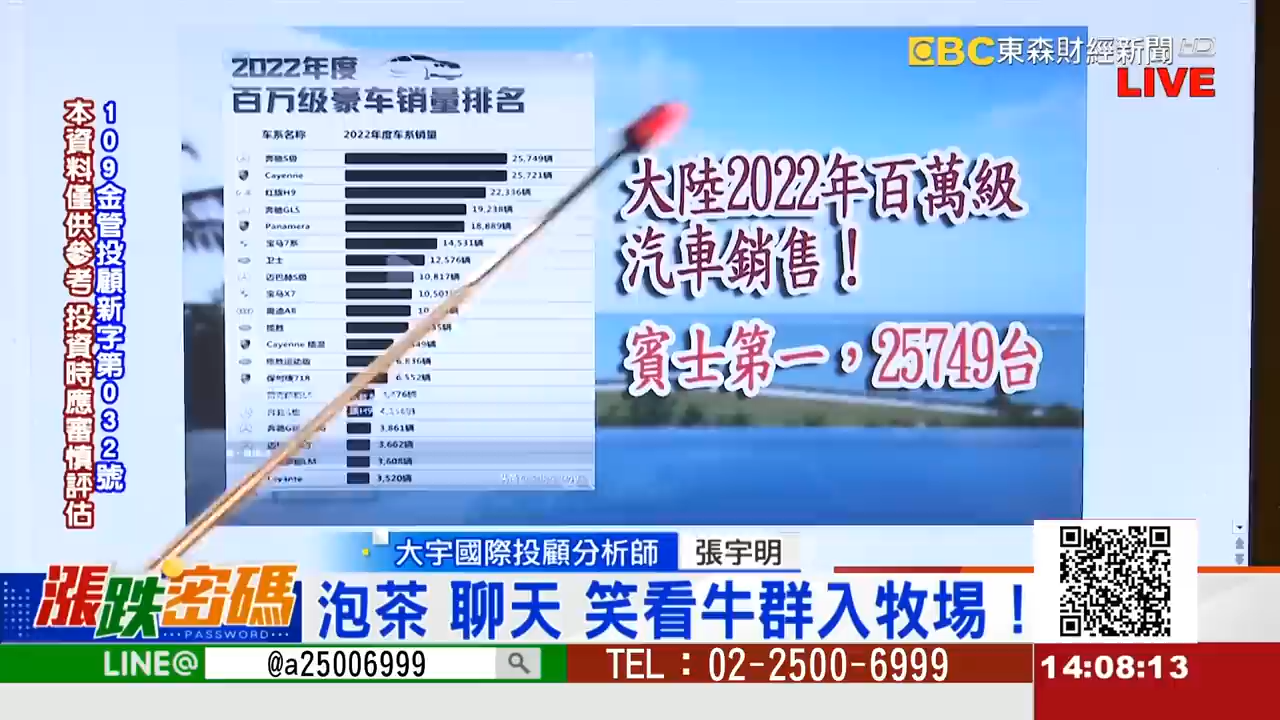 EBC東森財經新聞HD
LIVE
109金管投顧新字第032號
本資料僅供參考 投資時應審慎評估
2022年度
百万级豪车销量排名
车系名称 2022年度车系销量
奔驰S级 25,749辆
Cayenne 25,721辆
红旗H9 22,336辆
奔驰GLS 19,238辆
Panamera 18,889辆
宝马7系 14,531辆
卫士 12,576辆
迈巴赫S级 10,817辆
宝马X7
奥迪A8
揽胜
Cayenne 插混
揽胜运动版 6,836辆
保时捷718 6,552辆
3,861辆
3,662辆
3,608辆
3,520辆
大陸2022年百萬級
汽車銷售！
賓士第一，25749台
大宇國際投顧分析師 張宇明
漲跌密碼
PASSWORD
泡茶 聊天 笑看牛群入牧場！
LINE@ @a25006999 TEL：02-2500-6999
14:08:13